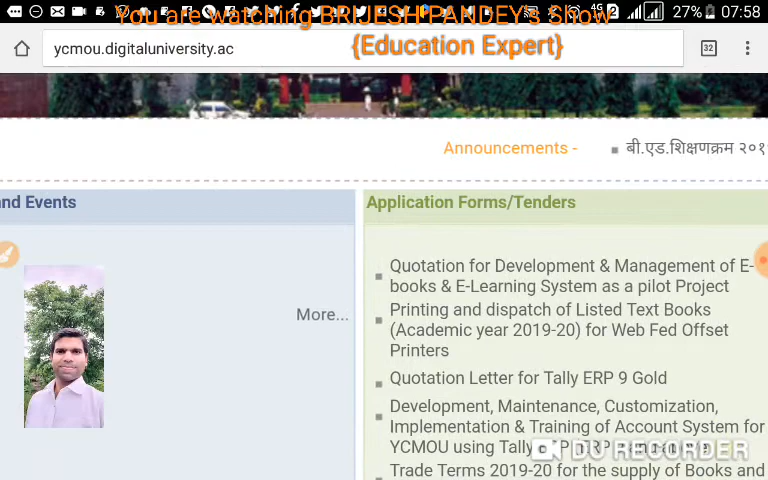 You are watching BRIJESH PANDEY's Show
27% 07:58
ycmou.digitaluniversity.ac
{Education Expert}
32
Announcements -
बी.एड.शिक्षणक्रम २०१
and Events
Application Forms/Tenders
Quotation for Development & Management of E-
books & E-Learning System as a pilot Project
More...
Printing and dispatch of Listed Text Books
(Academic year 2019-20) for Web Fed Offset
Printers
Quotation Letter for Tally ERP 9 Gold
Development, Maintenance, Customization,
Implementation & Training of Account System for
YCMOU using Tally
DU RECORDER
Trade Terms 2019-20 for the supply of Books and